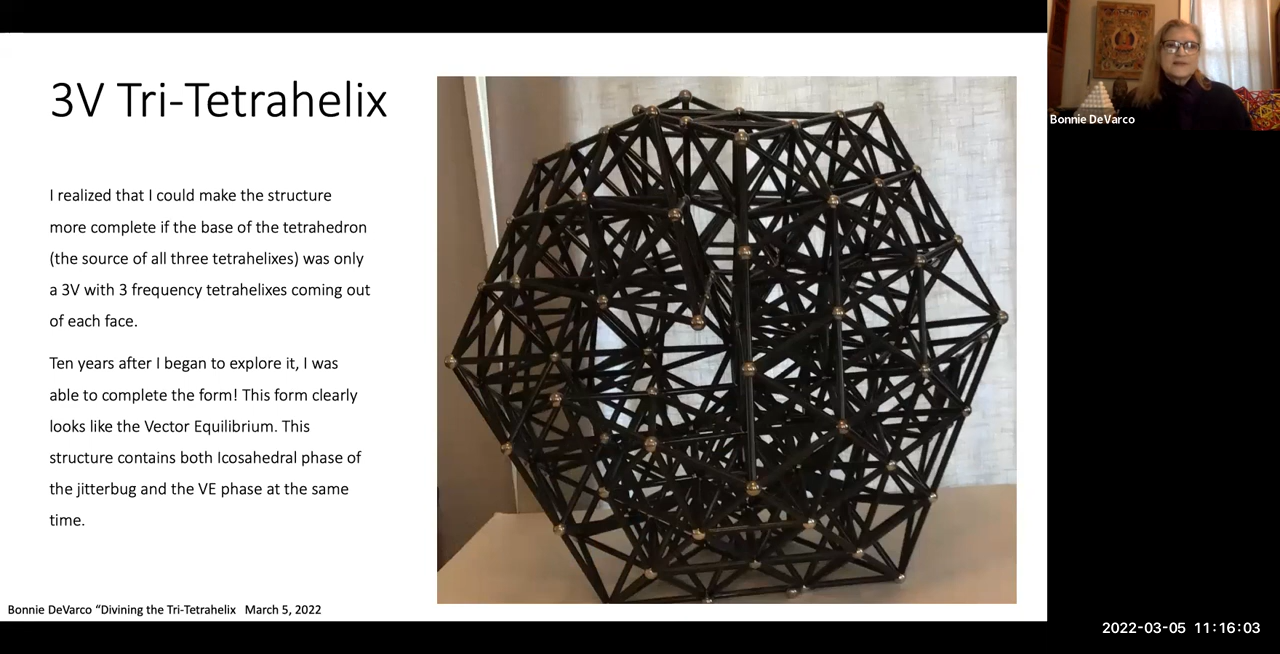 3V Tri-Tetrahelix
I realized that I could make the structure
more complete if the base of the tetrahedron
(the source of all three tetrahelixes) was only
a 3V with 3 frequency tetrahelixes coming out
of each face.
Ten years after I began to explore it, I was
able to complete the form! This form clearly
looks like the Vector Equilibrium. This
structure contains both Icosahedral phase of
the jitterbug and the VE phase at the same
time.
Bonnie DeVarco “Divining the Tri-Tetrahelix March 5, 2022
Bonnie DeVarco
2022-03-05 11:16:03